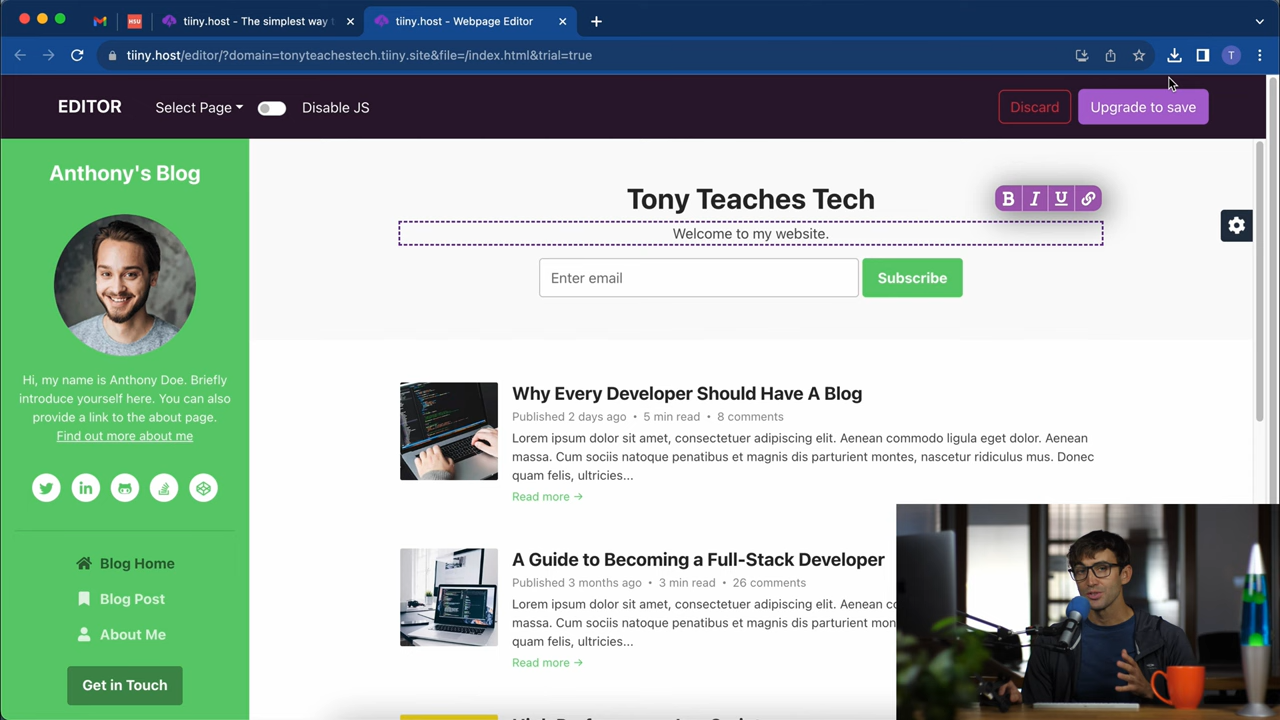 tiiny.host - The simplest way t
tiiny.host - Webpage Editor
tiiny.host/editor/?domain=tonyteachestech.tiiny.site&file=/index.html&trial=true
T
EDITOR
Select Page
Disable JS
Discard
Upgrade to save
Anthony's Blog
Hi, my name is Anthony Doe. Briefly
introduce yourself here. You can also
provide a link to the about page.
Find out more about me
Blog Home
Blog Post
About Me
Get in Touch
Tony Teaches Tech
B I U
Welcome to my website.
Enter email
Subscribe
Why Every Developer Should Have A Blog
Published 2 days ago • 5 min read • 8 comments
Lorem ipsum dolor sit amet, consectetuer adipiscing elit. Aenean commodo ligula eget dolor. Aenean
massa. Cum sociis natoque penatibus et magnis dis parturient montes, nascetur ridiculus mus. Donec
quam felis, ultricies...
Read more →
A Guide to Becoming a Full-Stack Developer
Published 3 months ago • 3 min read • 26 comments
Lorem ipsum dolor sit amet, consectetuer adipiscing elit. Aenean co
massa. Cum sociis natoque penatibus et magnis dis parturient mon
quam felis, ultricies...
Read more →